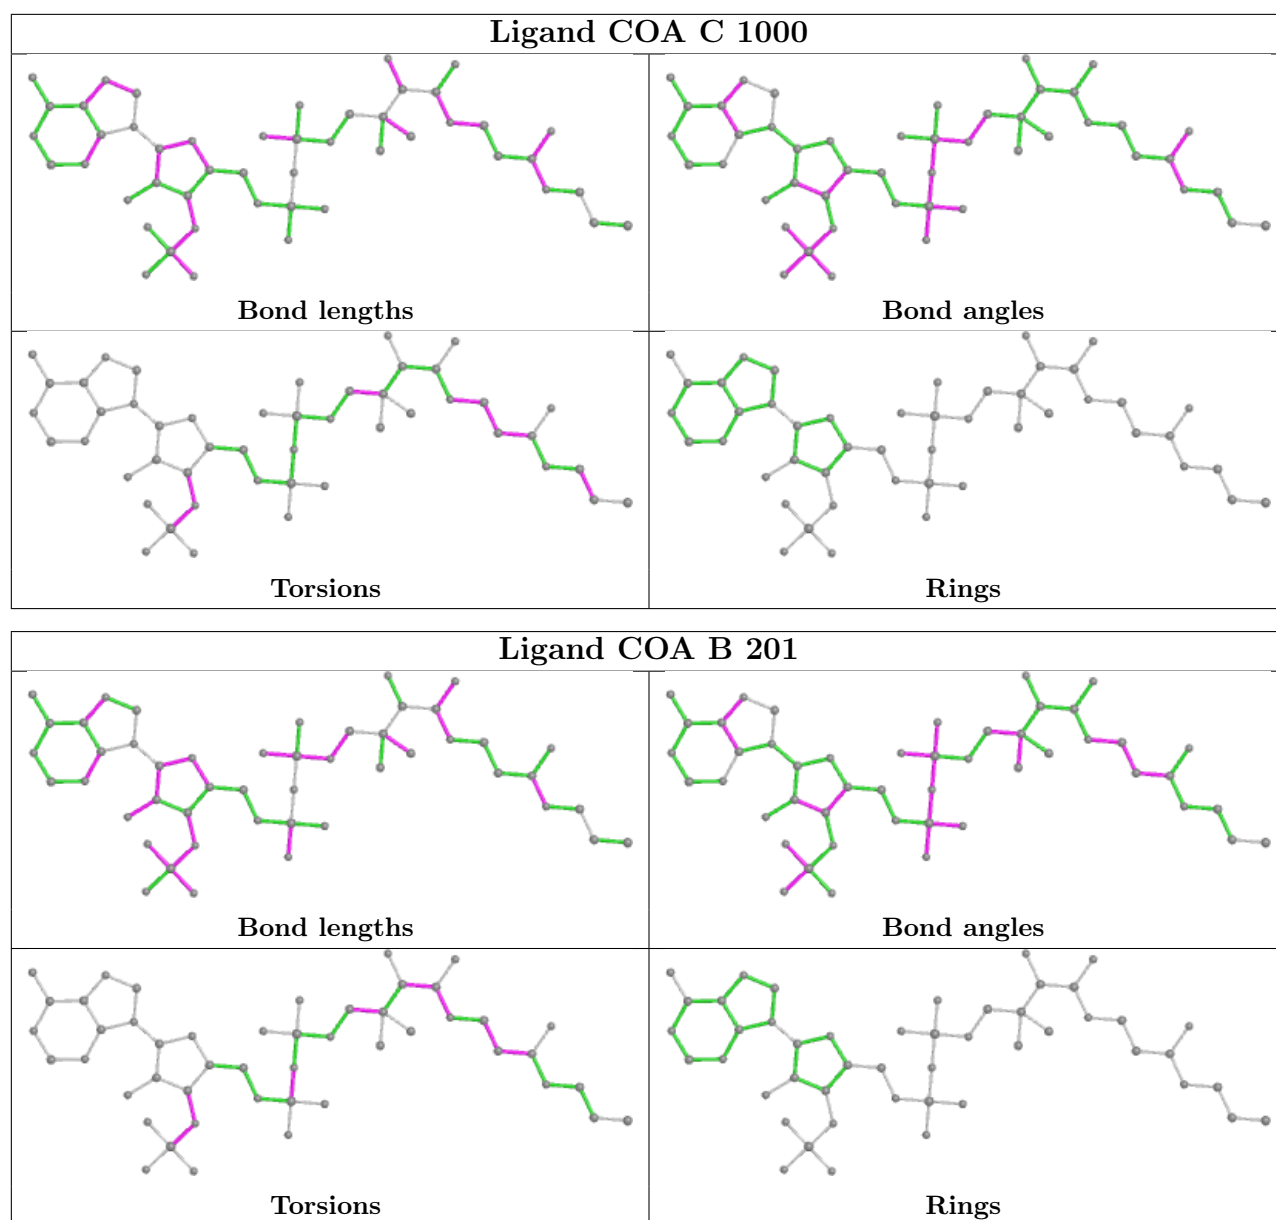 Ligand COA C 1000
Bond lengths
Bond angles
Torsions
Rings
Ligand COA B 201
Bond lengths
Bond angles
Torsions
Rings